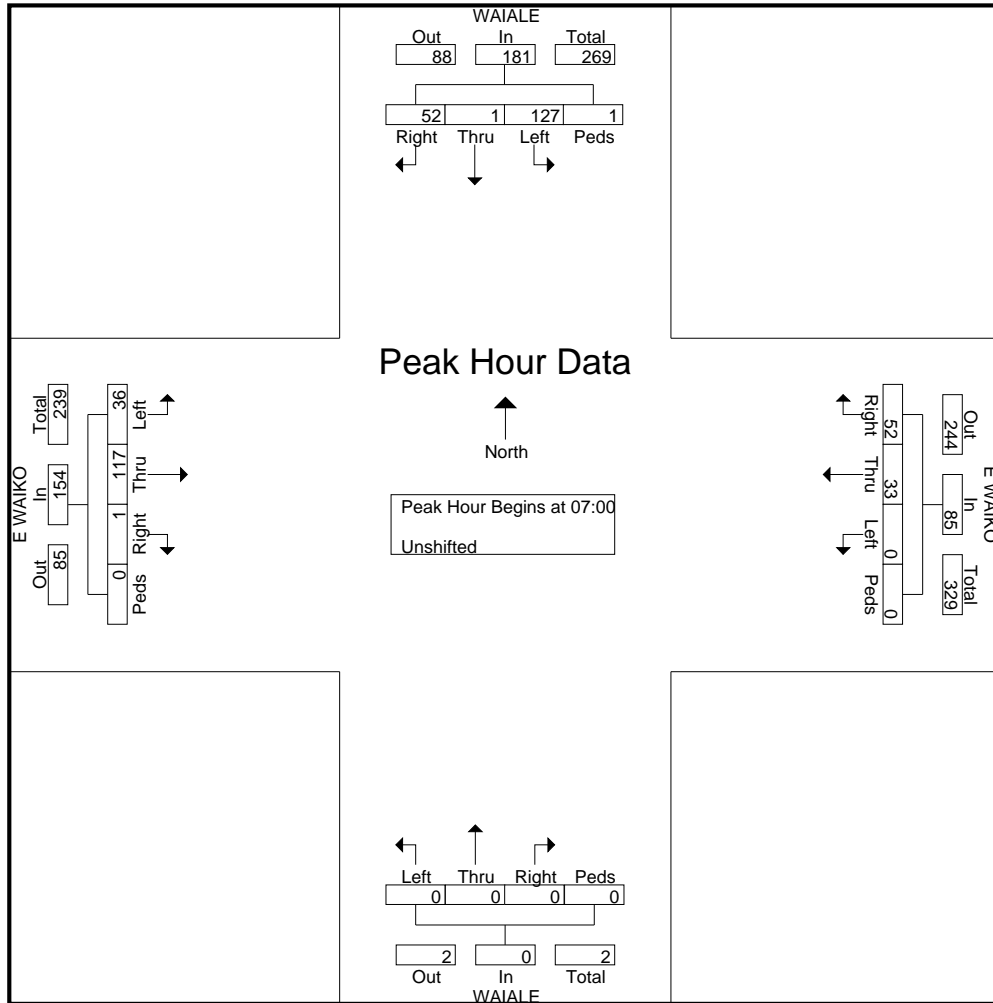 WAIALE
Out In Total
88 181 269
52 1 127 1
Right Thru Left Peds
Peak Hour Data
North
Peak Hour Begins at 07:00
Unshifted
E WAIKO
Total In Out
239 154 85
36 117 1 0
Left Thru Right Peds
E WAIKO
Out In Total
244 85 329
52 33 0 0
Right Thru Left Peds
Left Thru Right Peds
0 0 0 0
2 0 2
Out In Total
WAIALE